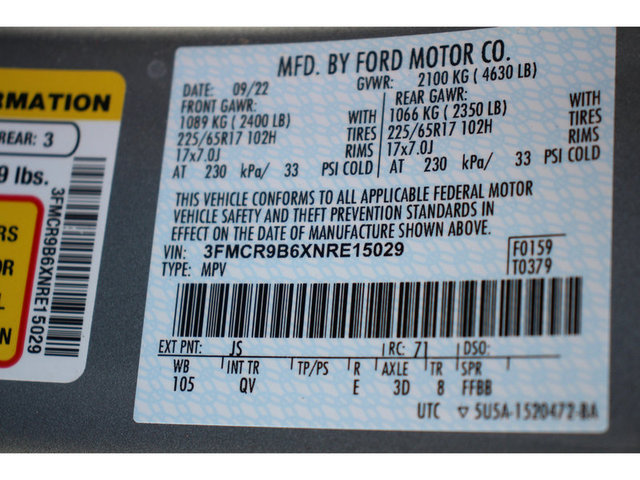 ORMATION
REAR: 3
9 lbs.
RS
OR
L
N
3FMCR9B6XNRE15029
MFD. BY FORD MOTOR CO.
DATE: 09/22 GVWR: 2100 KG ( 4630 LB)
FRONT GAWR: REAR GAWR:
1089 KG ( 2400 LB) WITH 1066 KG ( 2350 LB) WITH
225/65R17 102H TIRES 225/65R17 102H TIRES
17x7.0J RIMS 17x7.0J RIMS
AT 230 kPa/ 33 PSI COLD AT 230 kPa/ 33 PSI COLD
THIS VEHICLE CONFORMS TO ALL APPLICABLE FEDERAL MOTOR
VEHICLE SAFETY AND THEFT PREVENTION STANDARDS IN
EFFECT ON THE DATE OF MANUFACTURE SHOWN ABOVE.
VIN: 3FMCR9B6XNRE15029 F0159
TYPE: MPV T0379
EXT PNT: JS RC: 71 DSO:
WB INT TR TP/PS R AXLE TR SPR
105 QV E 3D 8 FFBB
UTC ▽ 5U5A-1520472-BA